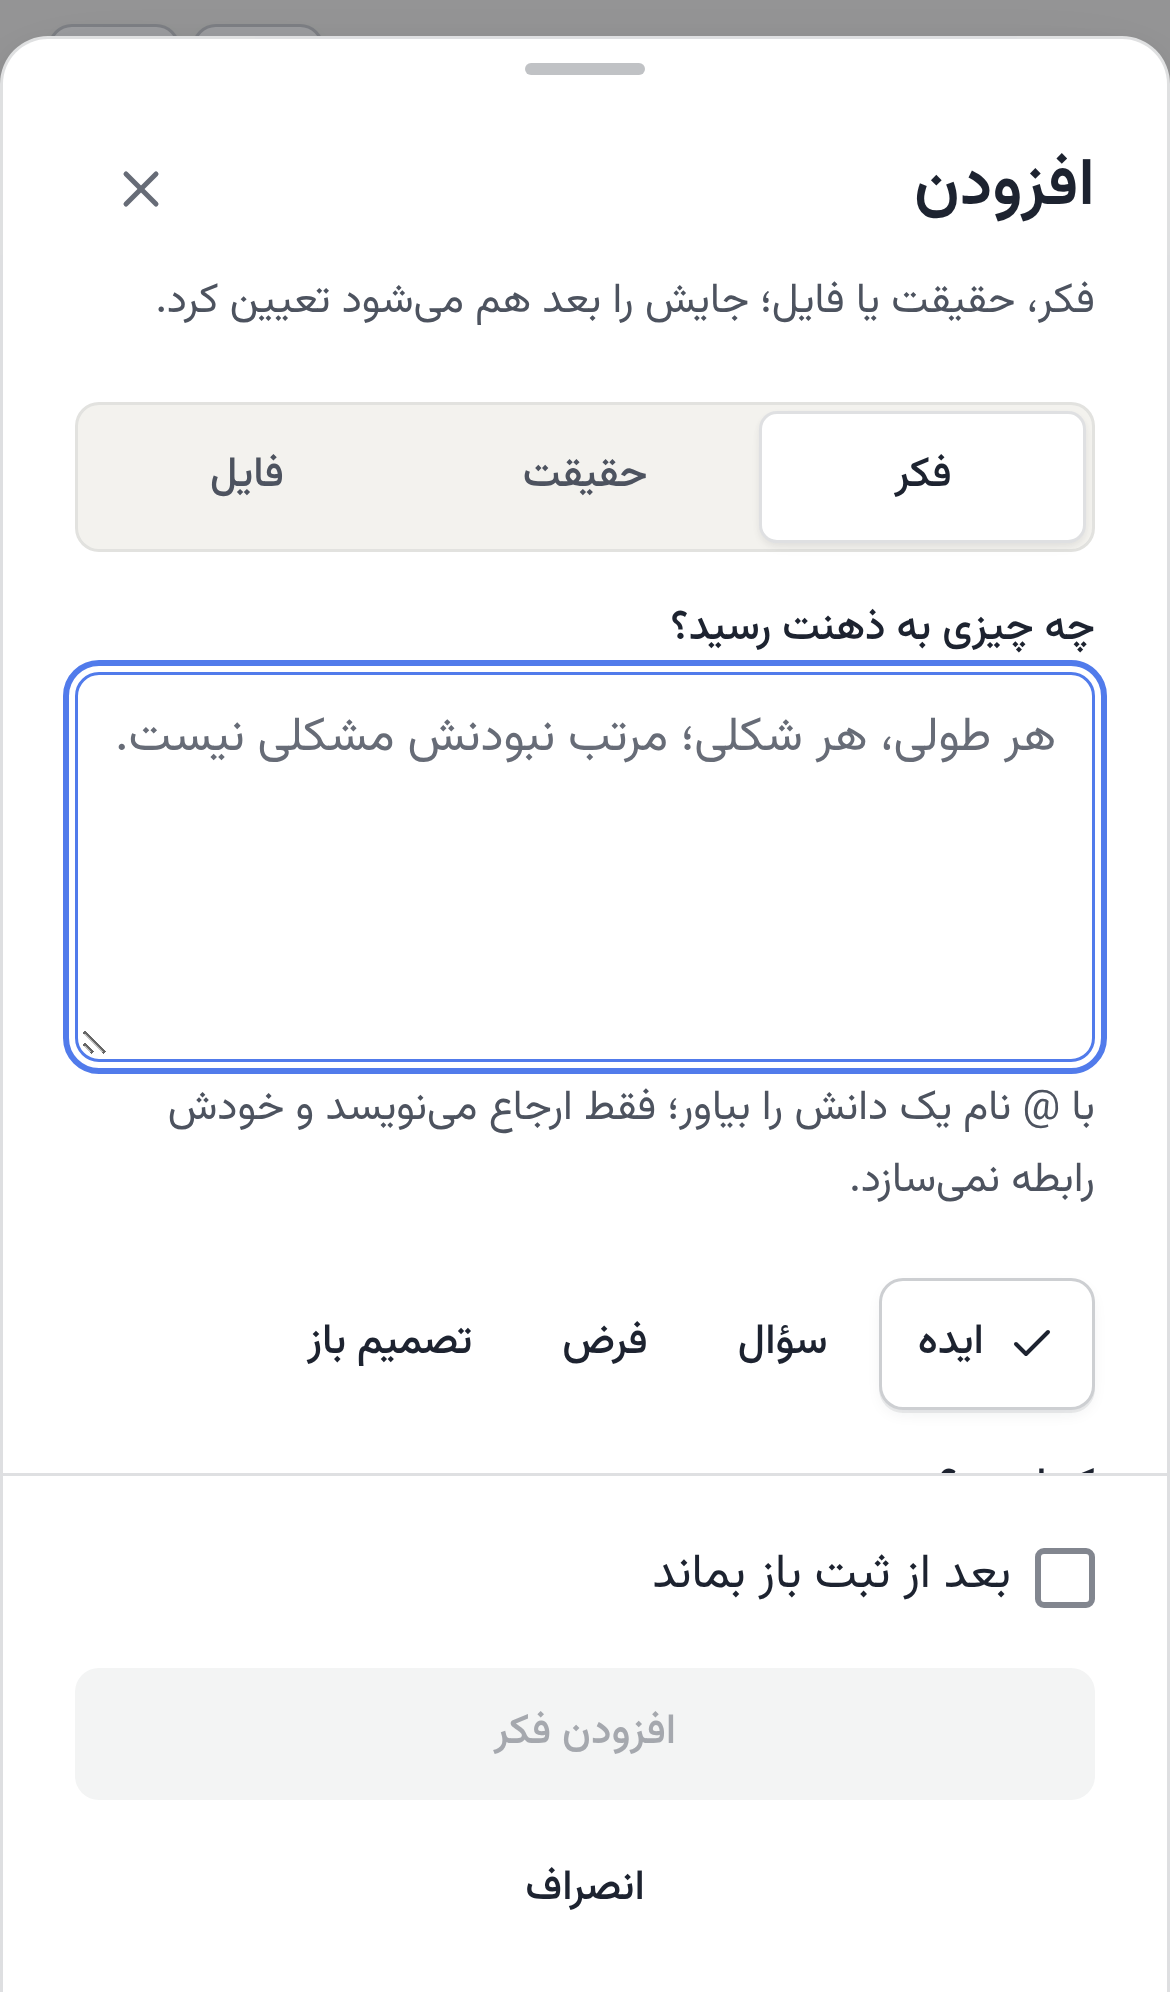 افزودن
فکر، حقیقت یا فایل؛ جایش را بعد هم می‌شود تعیین کرد.
فکر
حقیقت
فایل
چه چیزی به ذهنت رسید؟
هر طولی، هر شکلی؛ مرتب نبودنش مشکلی نیست.
با @ نام یک دانش را بیاور؛ فقط ارجاع می‌نویسد و خودش
رابطه نمی‌سازد.
ایده
سؤال
فرض
تصمیم باز
بعد از ثبت باز بماند
افزودن فکر
انصراف